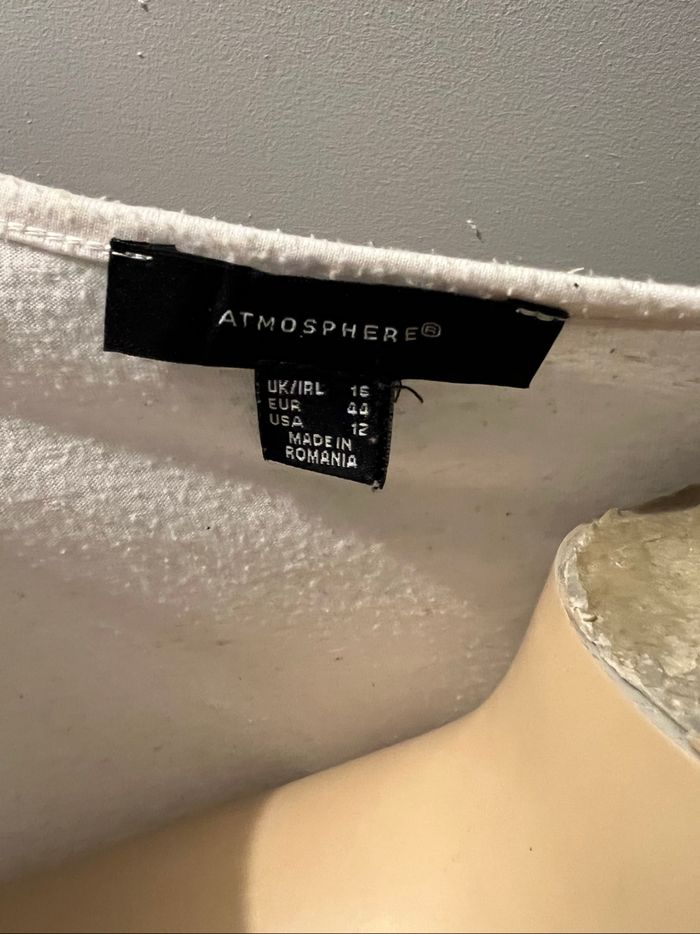 ATMOSPHERE®
UK/IRL 16
EUR 44
USA 12
MADE IN
ROMANIA